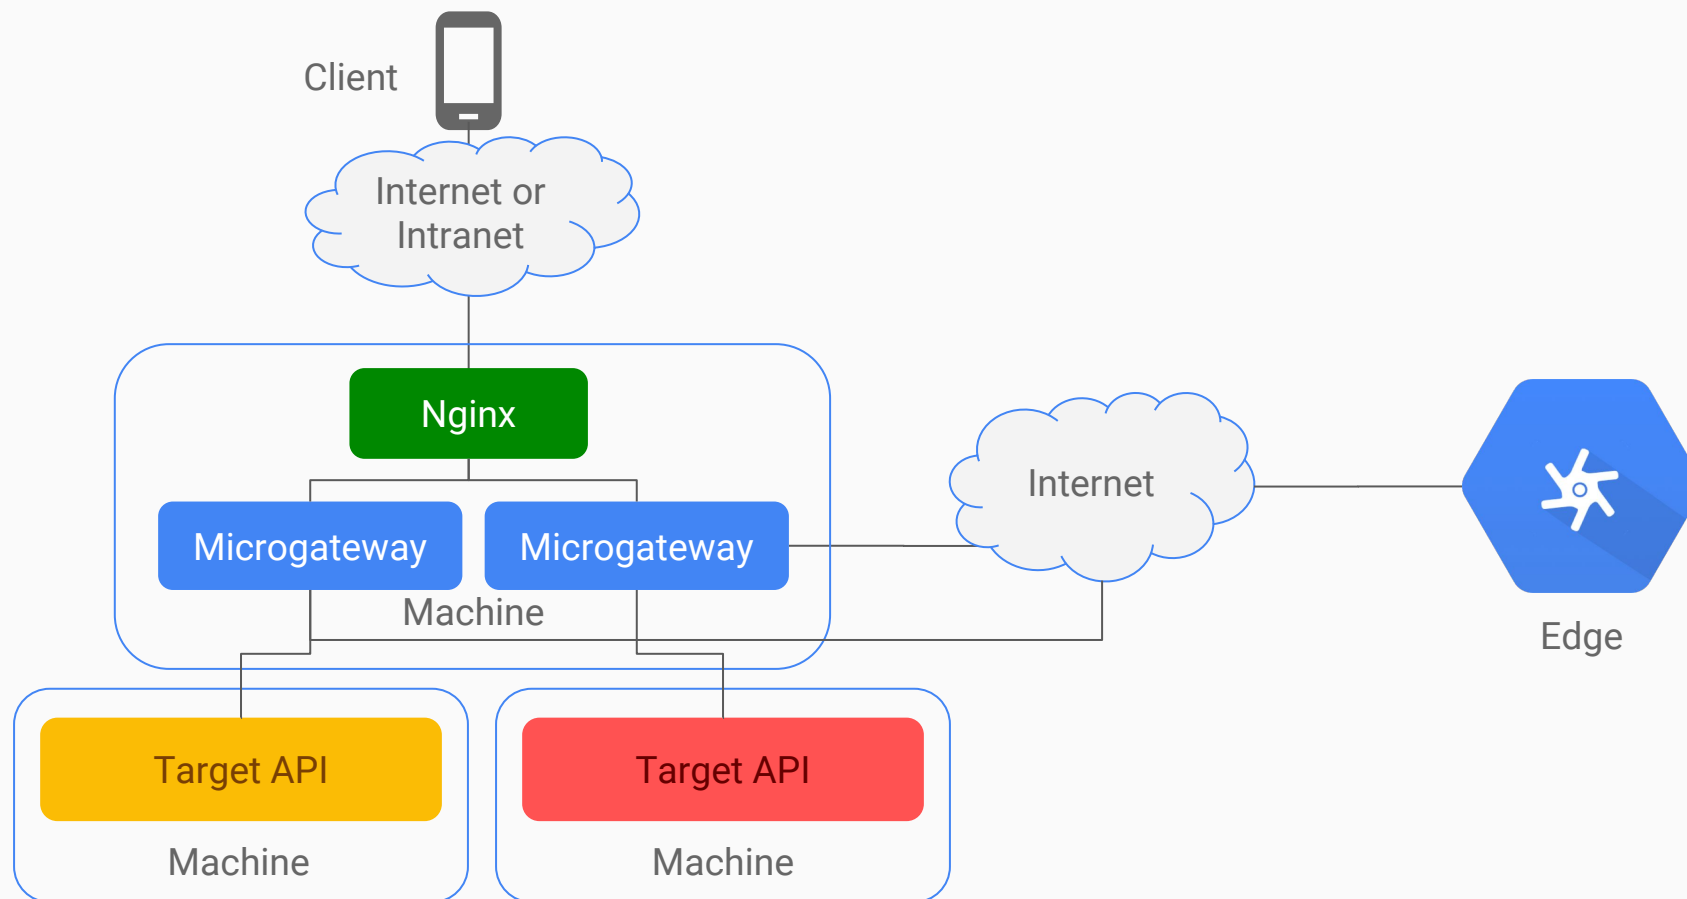 Client
Internet or
Intranet
Nginx
Microgateway
Microgateway
Machine
Internet
Edge
Target API
Machine
Target API
Machine